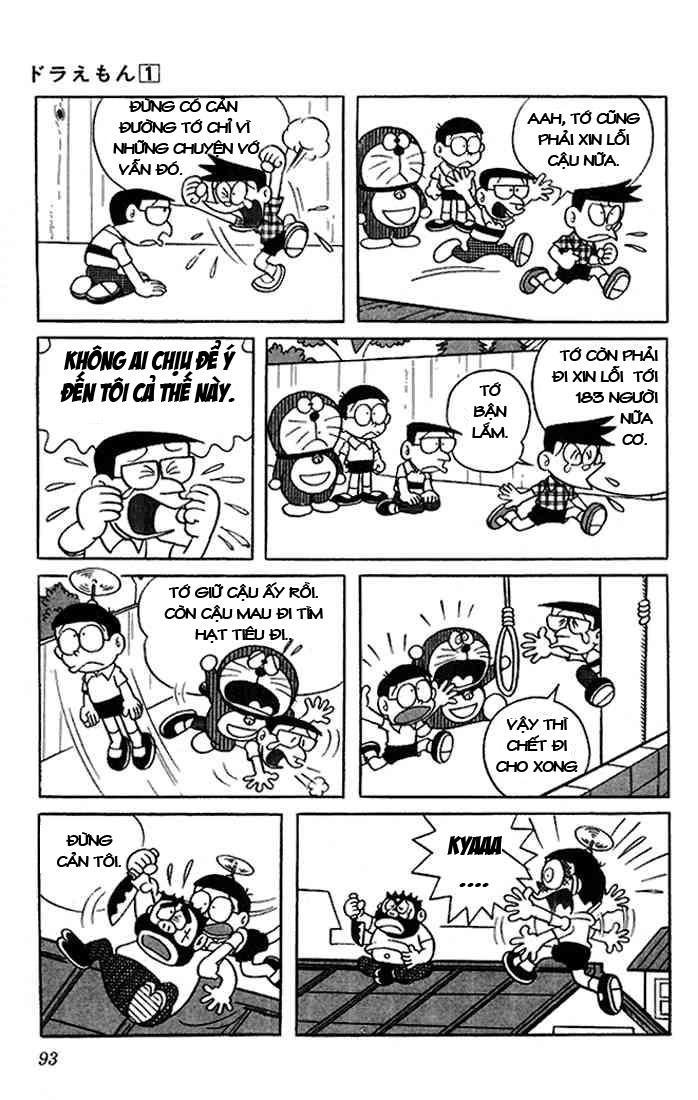 ドラえもん1
ĐỪNG CÓ CẢN
ĐƯỜNG TỚ CHỈ VÌ
NHỮNG CHUYỆN VỚ
VẨN ĐÓ.
AAH, TỚ CŨNG
PHẢI XIN LỖI
CẬU NỮA.
KHÔNG AI CHỊU ĐỂ Ý
ĐẾN TÔI CẢ THẾ NÀY.
TỚ
BẬN
LẮM.
TỚ CÒN PHẢI
ĐI XIN LỖI TỚI
183 NGƯỜI
NỮA
CƠ.
TỚ GIỮ CẬU ẤY RỒI.
CÒN CẬU MAU ĐI TÌM
HẠT TIÊU ĐI.
VẬY THÌ
CHẾT ĐI
CHO XONG.
ĐỪNG
CẢN TÔI.
KYAAA
....
93